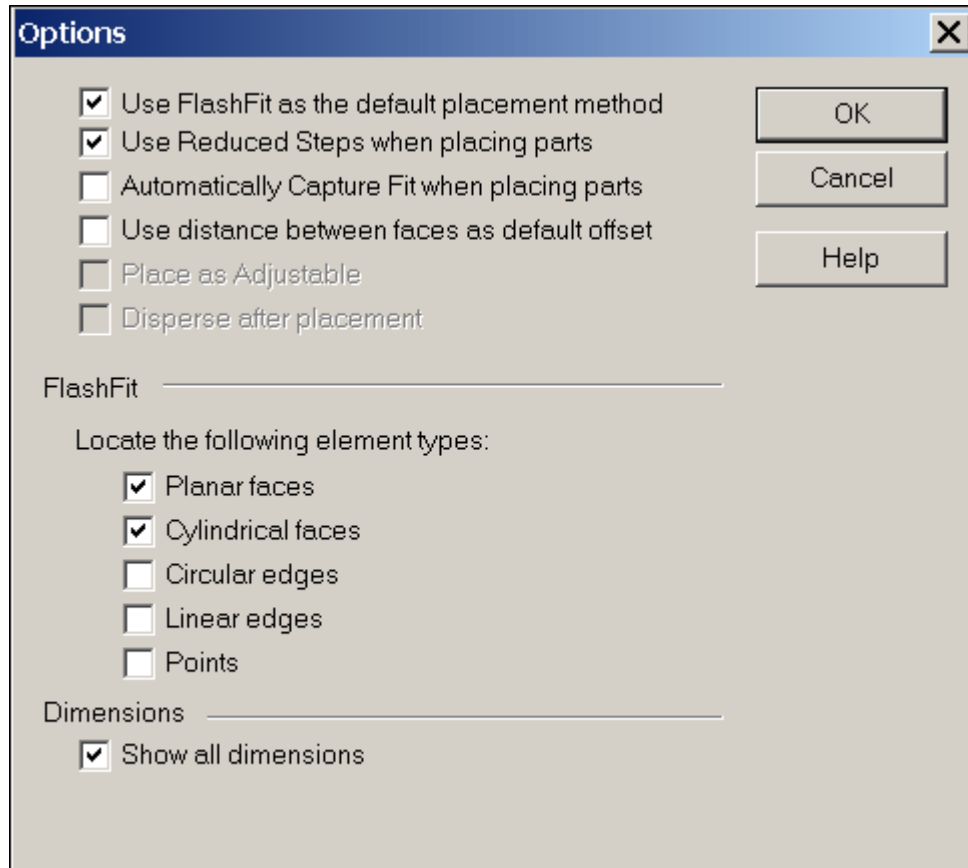 Options
Use FlashFit as the default placement method
Use Reduced Steps when placing parts
Automatically Capture Fit when placing parts
Use distance between faces as default offset
Place as Adjustable
Disperse after placement
OK
Cancel
Help
FlashFit
Locate the following element types:
Planar faces
Cylindrical faces
Circular edges
Linear edges
Points
Dimensions
Show all dimensions